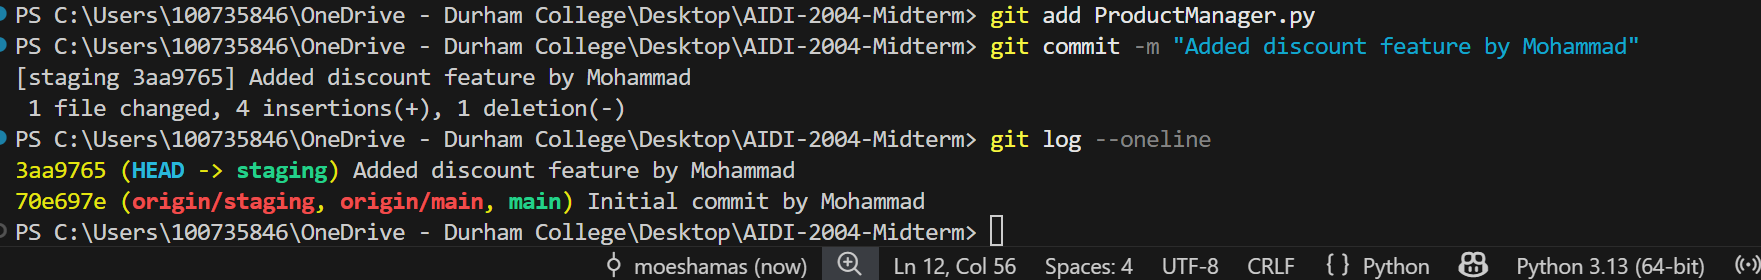 PS C:\Users\100735846\OneDrive - Durham College\Desktop\AIDI-2004-Midterm> git add ProductManager.py
PS C:\Users\100735846\OneDrive - Durham College\Desktop\AIDI-2004-Midterm> git commit -m "Added discount feature by Mohammad"
[staging 3aa9765] Added discount feature by Mohammad
 1 file changed, 4 insertions(+), 1 deletion(-)
PS C:\Users\100735846\OneDrive - Durham College\Desktop\AIDI-2004-Midterm> git log --oneline
3aa9765 (HEAD -> staging) Added discount feature by Mohammad
70e697e (origin/staging, origin/main, main) Initial commit by Mohammad
PS C:\Users\100735846\OneDrive - Durham College\Desktop\AIDI-2004-Midterm>
moeshamas (now) Ln 12, Col 56 Spaces: 4 UTF-8 CRLF {} Python Python 3.13 (64-bit)